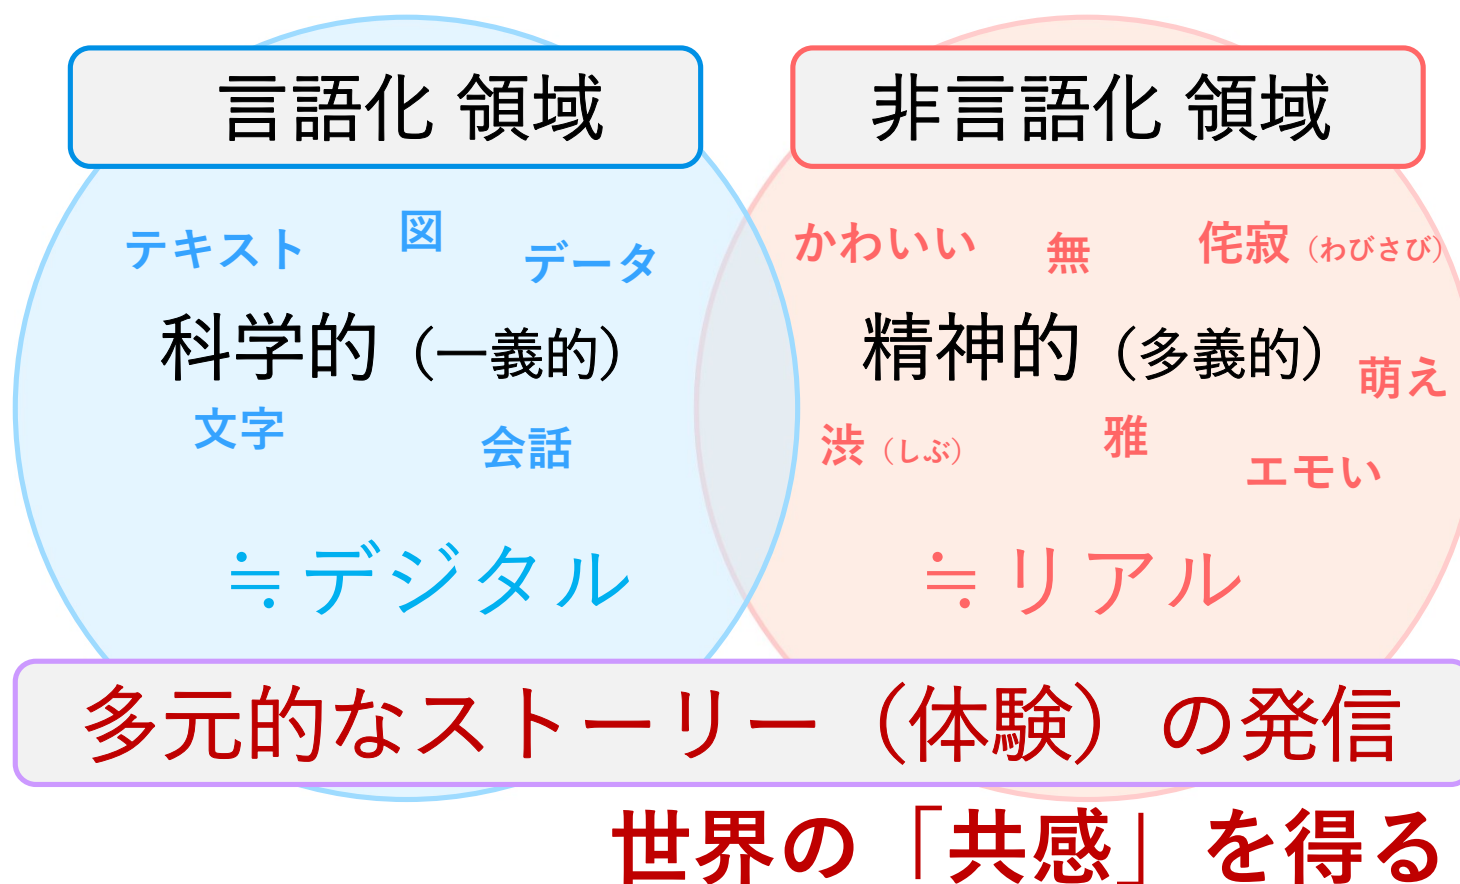 言語化 領域
非言語化 領域
テキスト
図
データ
科学的（一義的）
文字
会話
≒デジタル
かわいい
無
侘寂（わびさび）
精神的（多義的）
萌え
渋（しぶ）
雅
エモい
≒リアル
多元的なストーリー（体験）の発信
世界の「共感」を得る